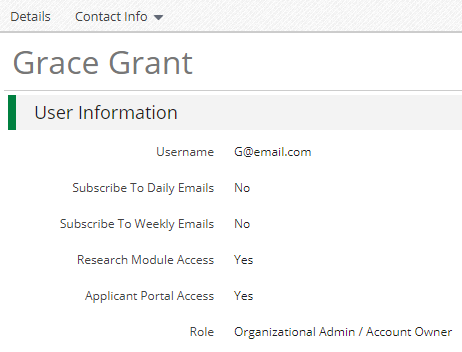 Details Contact Info
Grace Grant
User Information
Username G@email.com
Subscribe To Daily Emails No
Subscribe To Weekly Emails No
Research Module Access Yes
Applicant Portal Access Yes
Role Organizational Admin / Account Owner